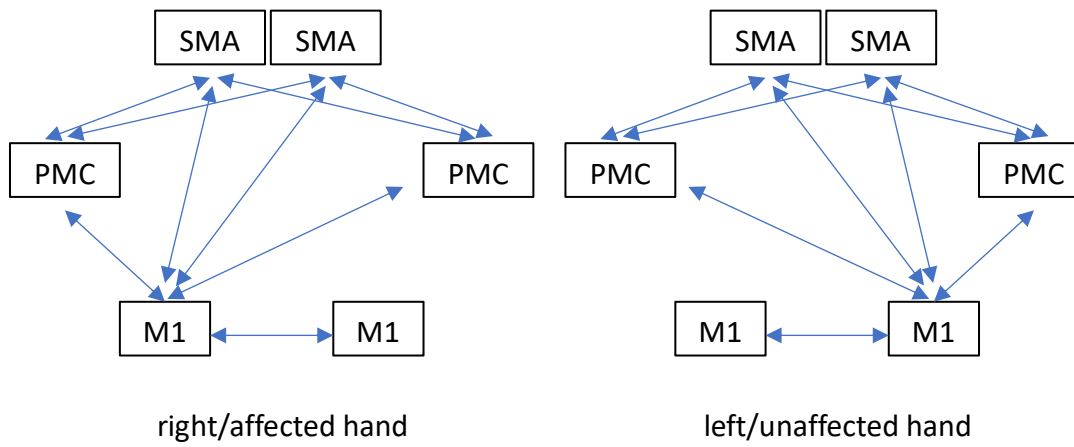 SMA SMA SMA SMA
PMC PMC PMC PMC
M1 M1 M1 M1
right/affected hand left/unaffected hand